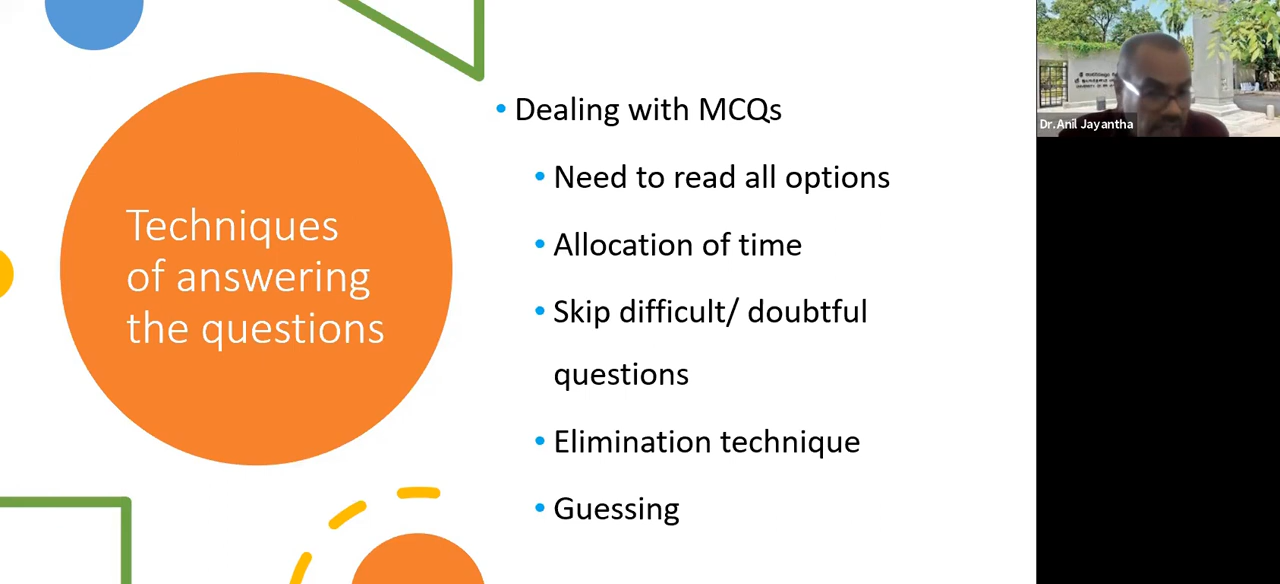 Techniques
of answering
the questions
• Dealing with MCQs
• Need to read all options
• Allocation of time
• Skip difficult/ doubtful
questions
• Elimination technique
• Guessing
Dr.Anil Jayantha